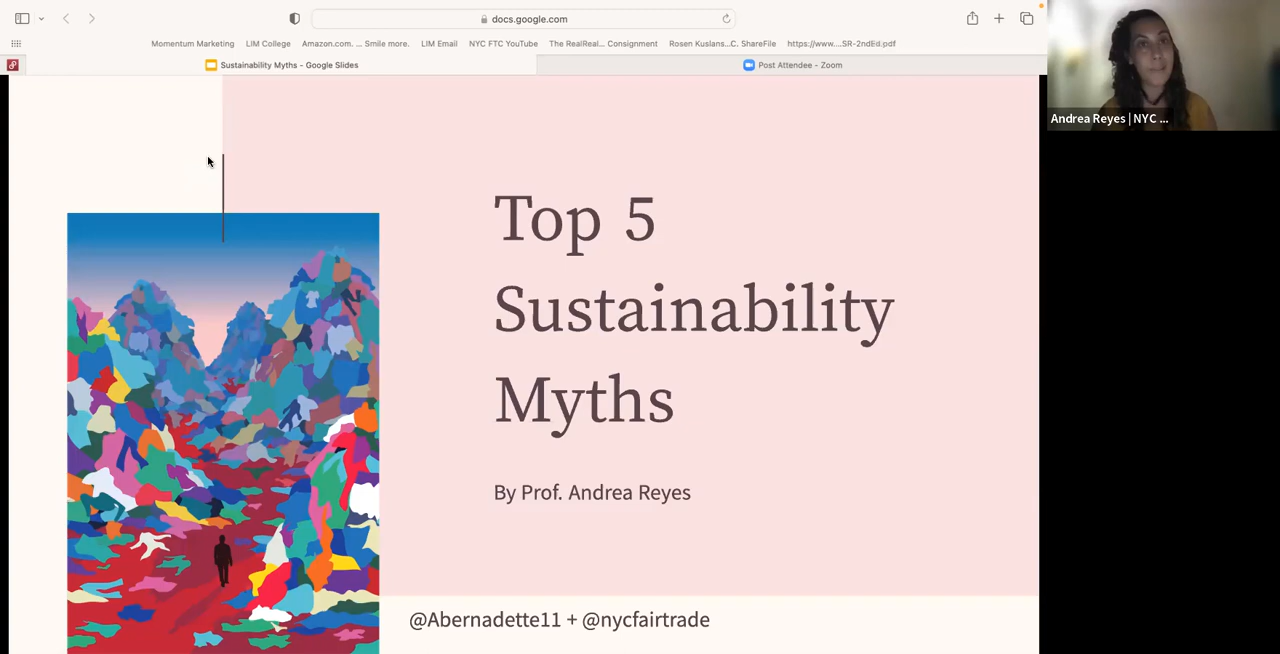 docs.google.com
Momentum Marketing
LIM College
Amazon.com. ... Smile more.
LIM Email
NYC FTC YouTube
The RealReal... Consignment
Rosen Kuslans...C. ShareFile
https://www....SR-2ndEd.pdf
Sustainability Myths - Google Slides
Post Attendee - Zoom
Andrea Reyes | NYC ...
Top 5
Sustainability
Myths
By Prof. Andrea Reyes
@Abernadette11 + @nycfairtrade